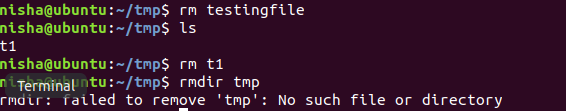 nisha@ubuntu:~/tmp$ rm testingfile
nisha@ubuntu:~/tmp$ ls
t1
nisha@ubuntu:~/tmp$ rm t1
nisha@ubuntu:~/tmp$ rmdir tmp
Terminal
rmdir: failed to remove 'tmp': No such file or directory